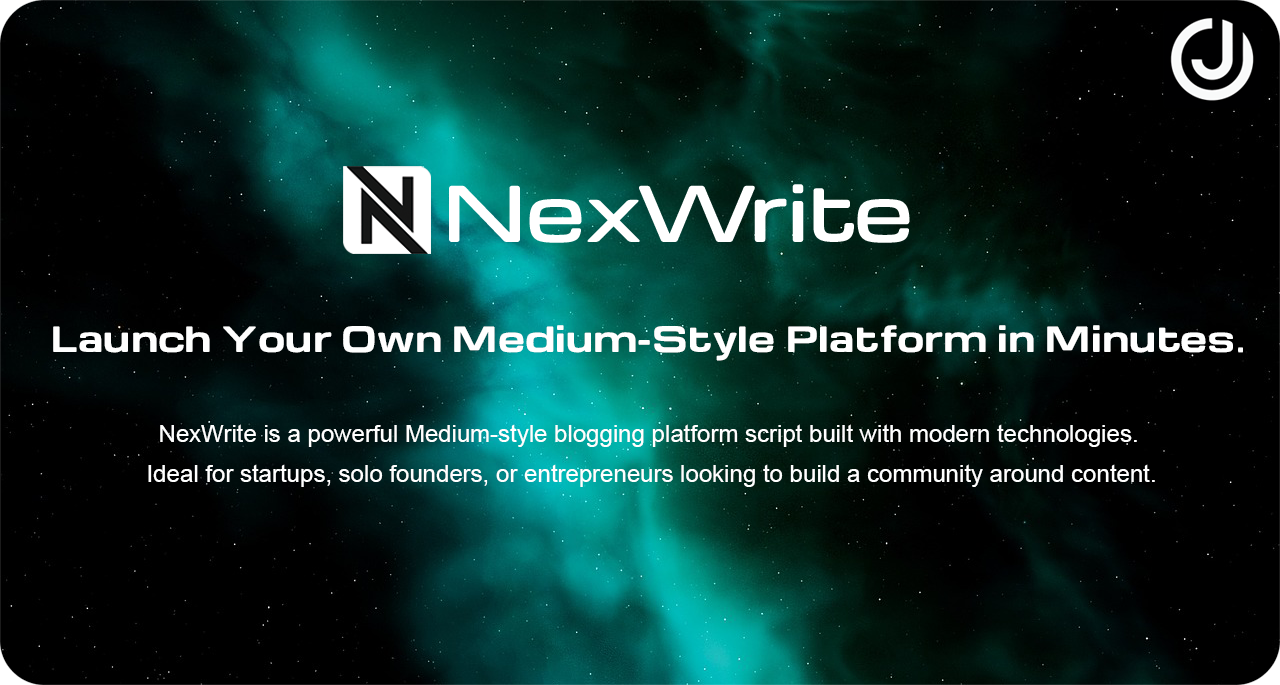 NexWrite
Launch Your Own Medium-Style Platform in Minutes.
NexWrite is a powerful Medium-style blogging platform script built with modern technologies.
Ideal for startups, solo founders, or entrepreneurs looking to build a community around content.